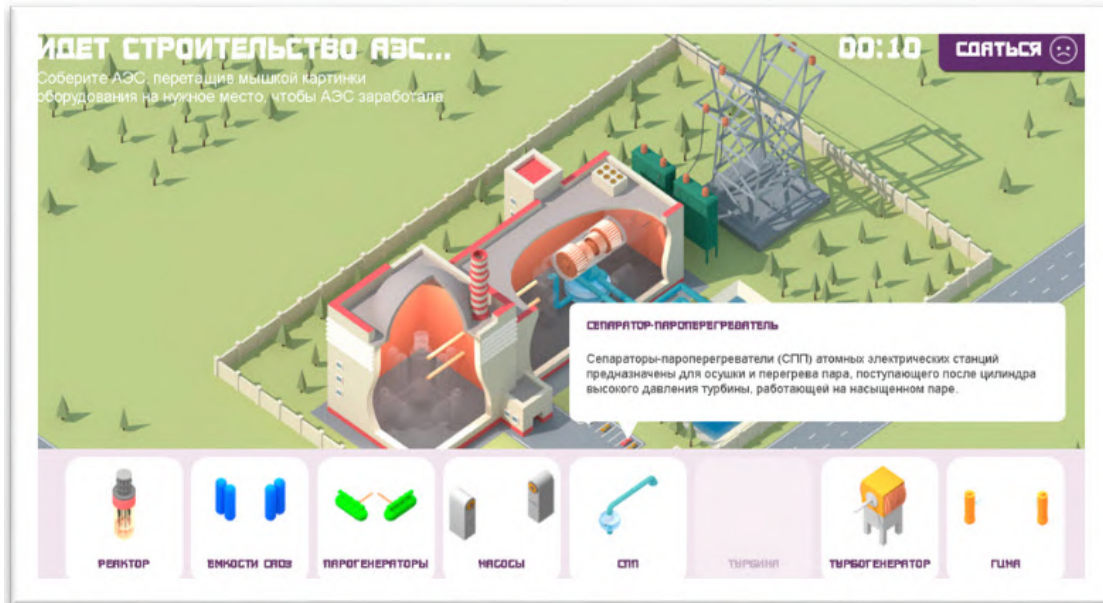 ИДЕТ СТРОИТЕЛЬСТВО АЭС...
00:10
СДАТЬСЯ
Соберите АЭС, перетащив мышкой картинки
оборудования на нужное место, чтобы АЭС заработала
СЕПАРАТОР-ПАРОПЕРЕГРЕВАТЕЛЬ
Сепараторы-пароперегреватели (СПП) атомных электрических станций
предназначены для осушки и перегрева пара, поступающего после цилиндра
высокого давления турбины, работающей на насыщенном паре.
РЕАКТОР
ЕМКОСТИ САОЗ
ПАРОГЕНЕРАТОРЫ
НАСОСЫ
СПП
ТУРБИНА
ТУРБОГЕНЕРАТОР
ГЦНА